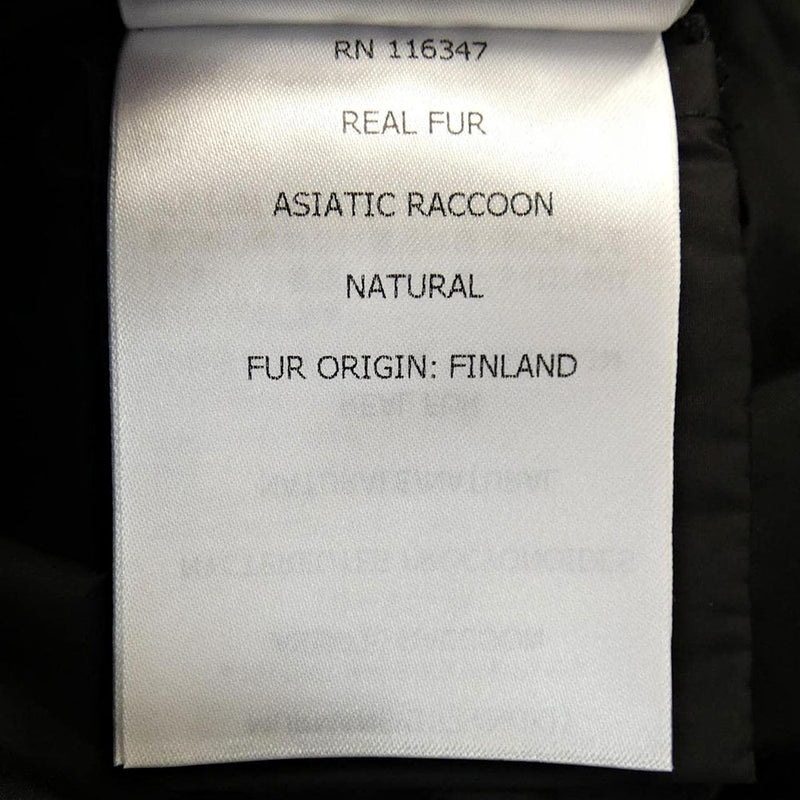 RN 116347
REAL FUR
ASIATIC RACCOON
NATURAL
FUR ORIGIN: FINLAND